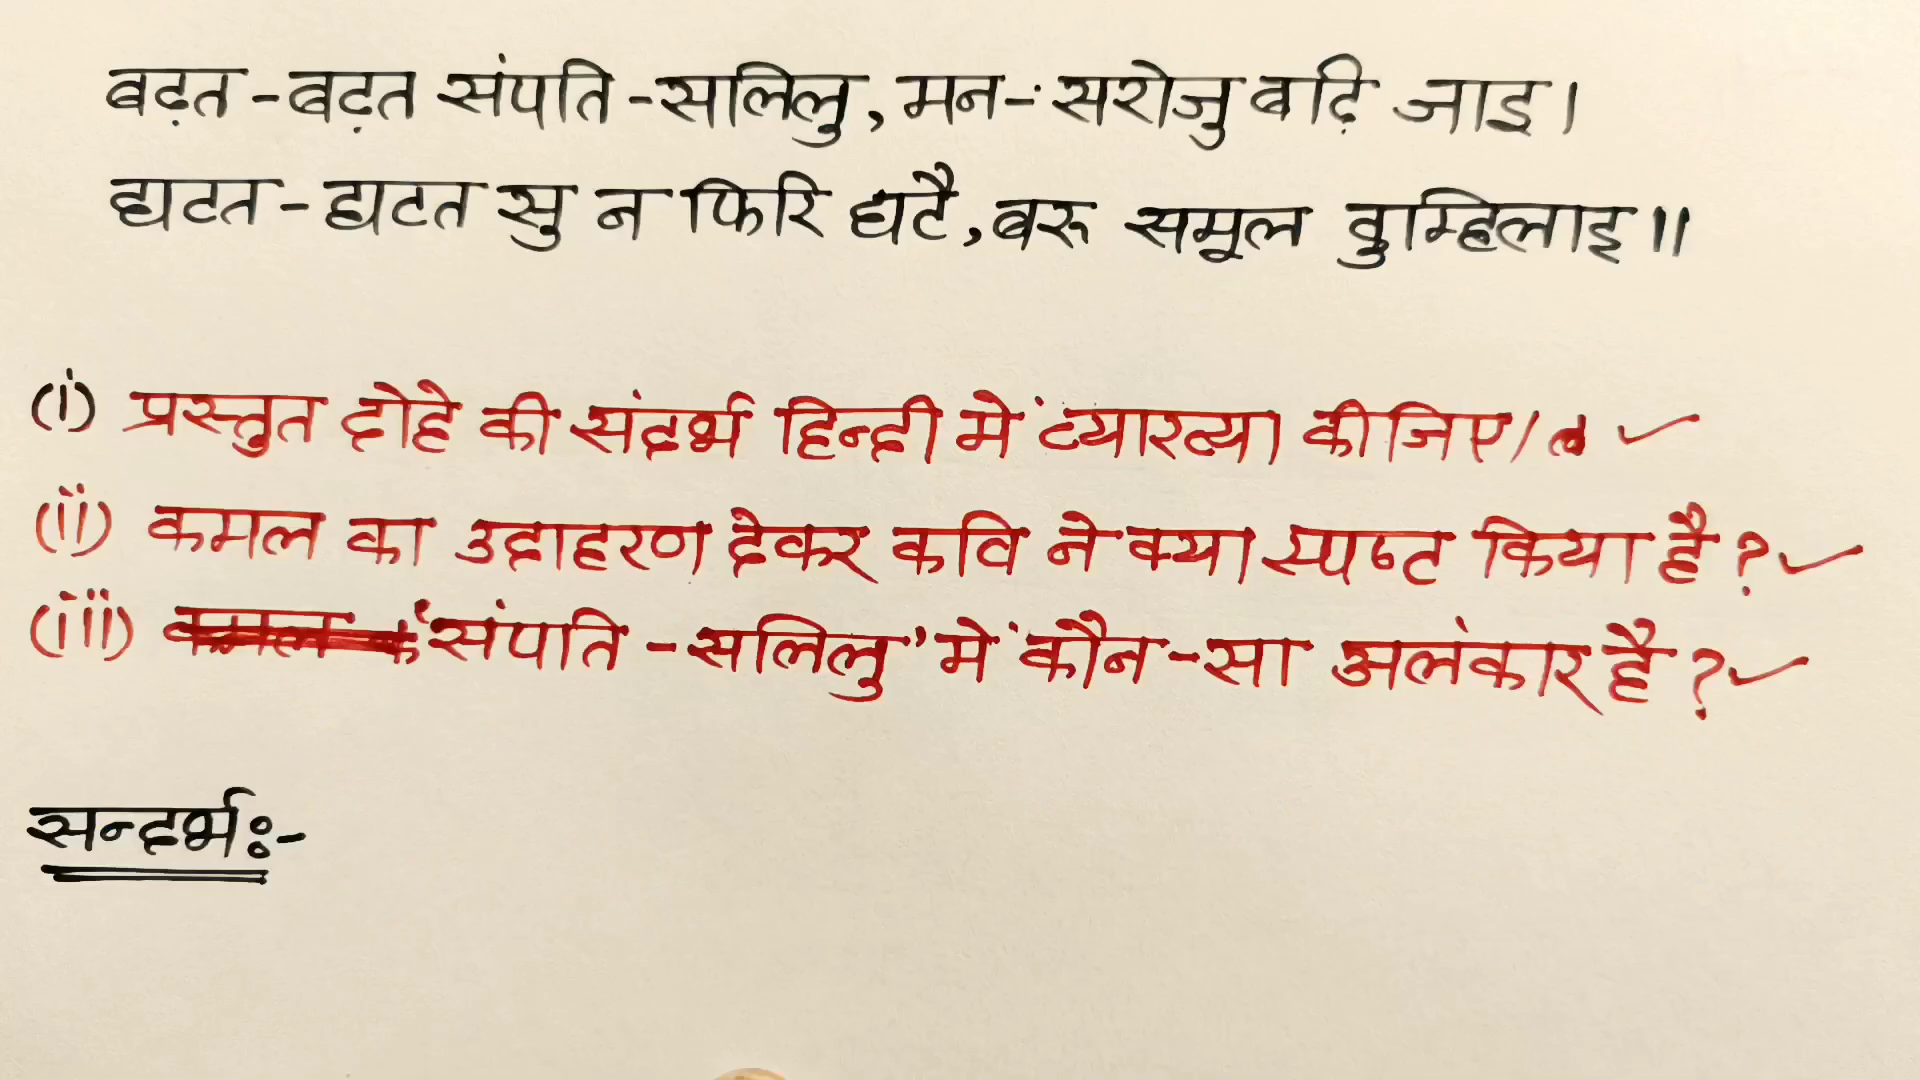 बढ़त -बढ़त संपति -सलिलु, मन- सरोजु बढ़ि जाइ।
घटत - घटत सु न फिरि घटै, बरु समूल कुम्हिलाइ॥
(i) प्रस्तुत दोहे की संदर्भ हिन्दी में व्याख्या कीजिए/
(ii) कमल का उदाहरण देकर कवि ने क्या स्पष्ट किया है?
(iii) 'संपति -सलिलु' में कौन-सा अलंकार है?
सन्दर्भः-